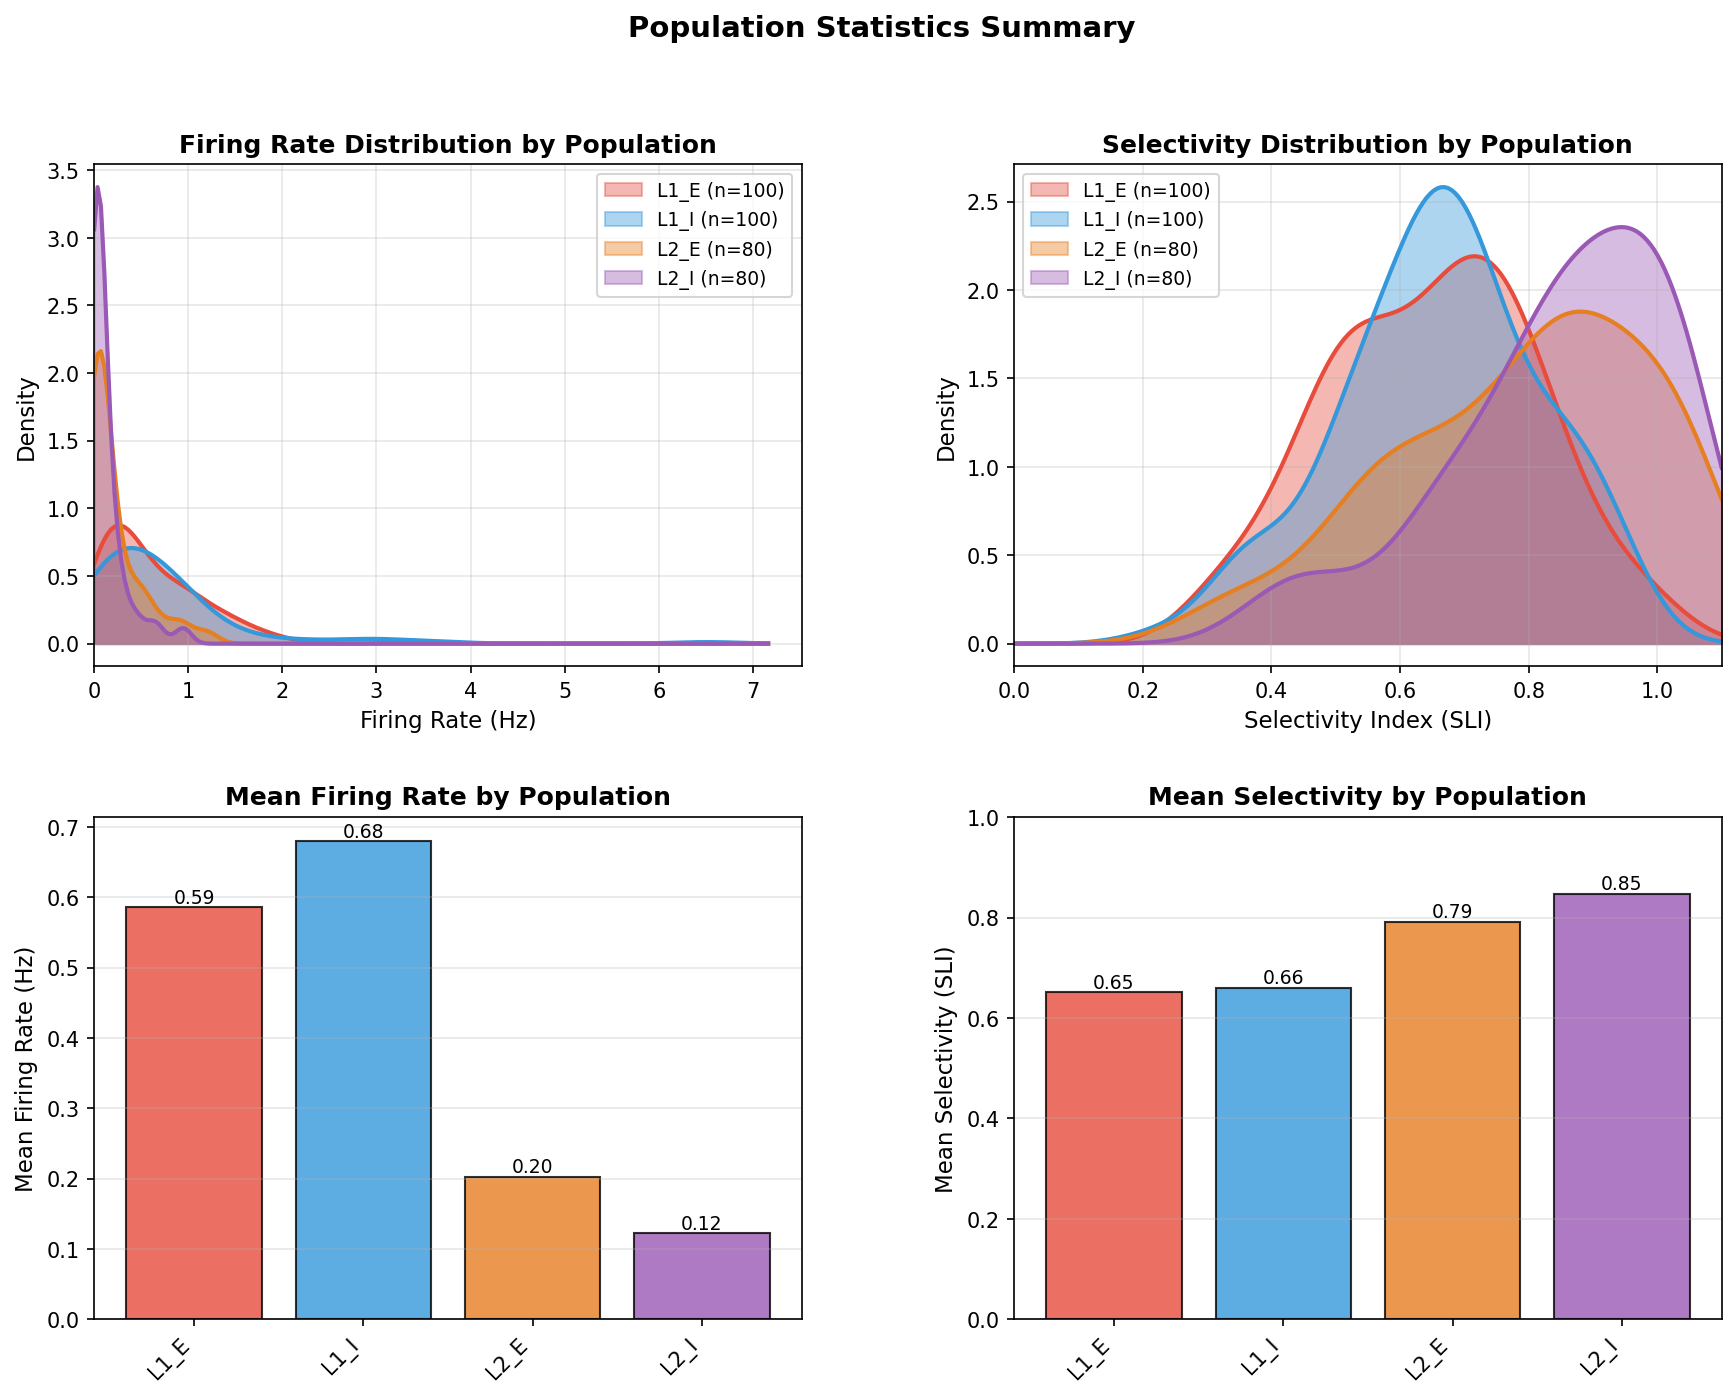 Population Statistics Summary
Firing Rate Distribution by Population
3.5
3.0
2.5
2.0
1.5
1.0
0.5
0.0
Density
L1_E (n=100)
L1_I (n=100)
L2_E (n=80)
L2_I (n=80)
0 1 2 3 4 5 6 7
Firing Rate (Hz)
Selectivity Distribution by Population
2.5
2.0
1.5
1.0
0.5
0.0
Density
L1_E (n=100)
L1_I (n=100)
L2_E (n=80)
L2_I (n=80)
0.0 0.2 0.4 0.6 0.8 1.0
Selectivity Index (SLI)
Mean Firing Rate by Population
0.7
0.6
0.5
0.4
0.3
0.2
0.1
0.0
Mean Firing Rate (Hz)
0.59
0.68
0.20
0.12
L1_E L1_I L2_E L2_I
Mean Selectivity by Population
1.0
0.8
0.6
0.4
0.2
0.0
Mean Selectivity (SLI)
0.65
0.66
0.79
0.85
L1_E L1_I L2_E L2_I